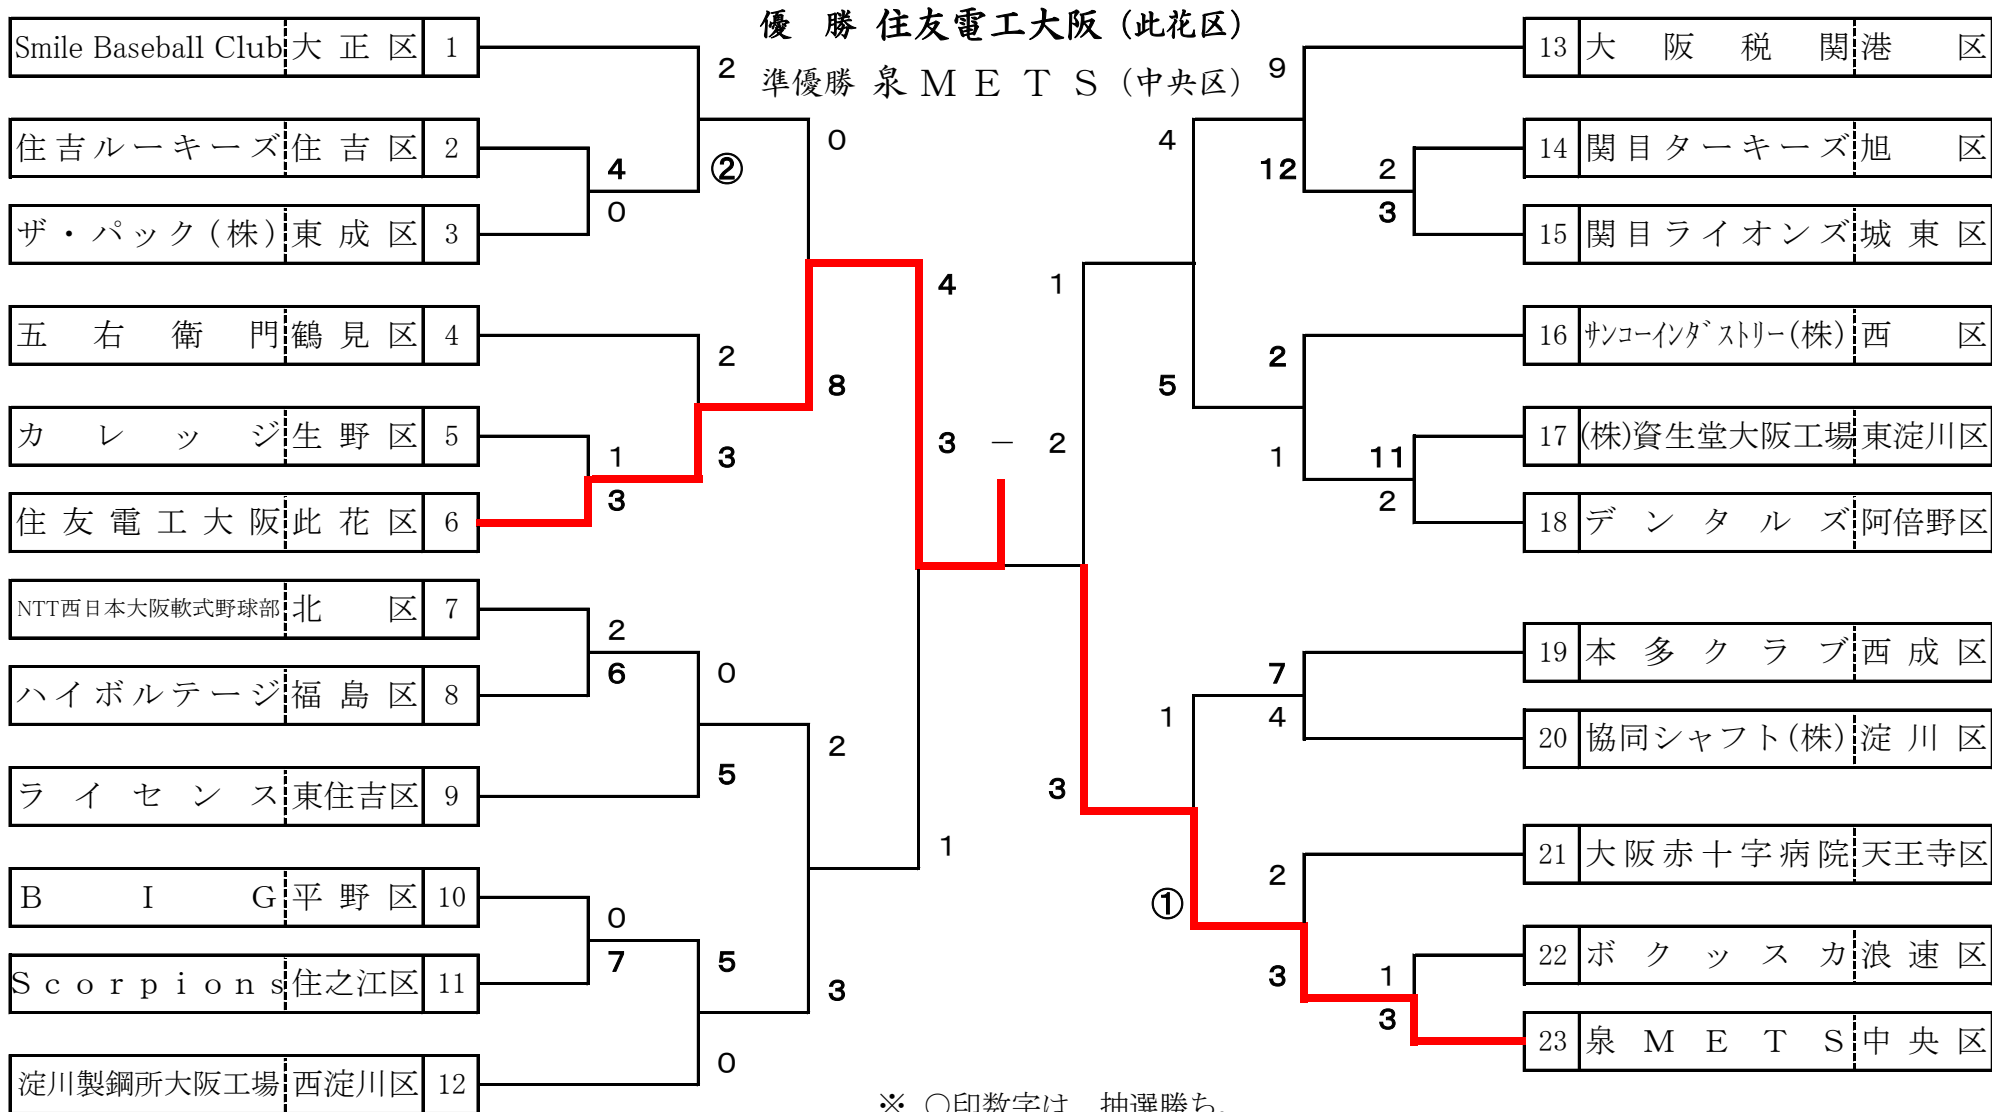 優　勝 住友電工大阪 (此花区)
準優勝 泉ＭＥＴＳ (中央区)
Smile Baseball Club 大正区 1
住吉ルーキーズ 住吉区 2
ザ・パック(株) 東成区 3
五右衛門 鶴見区 4
カレッジ 生野区 5
住友電工大阪 此花区 6
NTT西日本大阪軟式野球部 北区 7
ハイボルテージ 福島区 8
ライセンス 東住吉区 9
ＢＩＧ 平野区 10
Ｓｃｏｒｐｉｏｎｓ 住之江区 11
淀川製鋼所大阪工場 西淀川区 12
4
0
1
3
2
6
0
7
2
②
2
3
0
5
5
0
0
8
2
3
4
1
3 － 2
1
3
4
5
1
①
9
12
2
1
7
4
2
3
2
3
11
2
1
3
13 大阪税関 港区
14 関目ターキーズ 旭区
15 関目ライオンズ 城東区
16 ｻﾝｺｰｲﾝﾀﾞｽﾄﾘｰ(株) 西区
17 (株)資生堂大阪工場 東淀川区
18 デンタルズ 阿倍野区
19 本多クラブ 西成区
20 協同シャフト(株) 淀川区
21 大阪赤十字病院 天王寺区
22 ボクッスカ 浪速区
23 泉ＭＥＴＳ 中央区
※ ○印数字は、抽選勝ち。